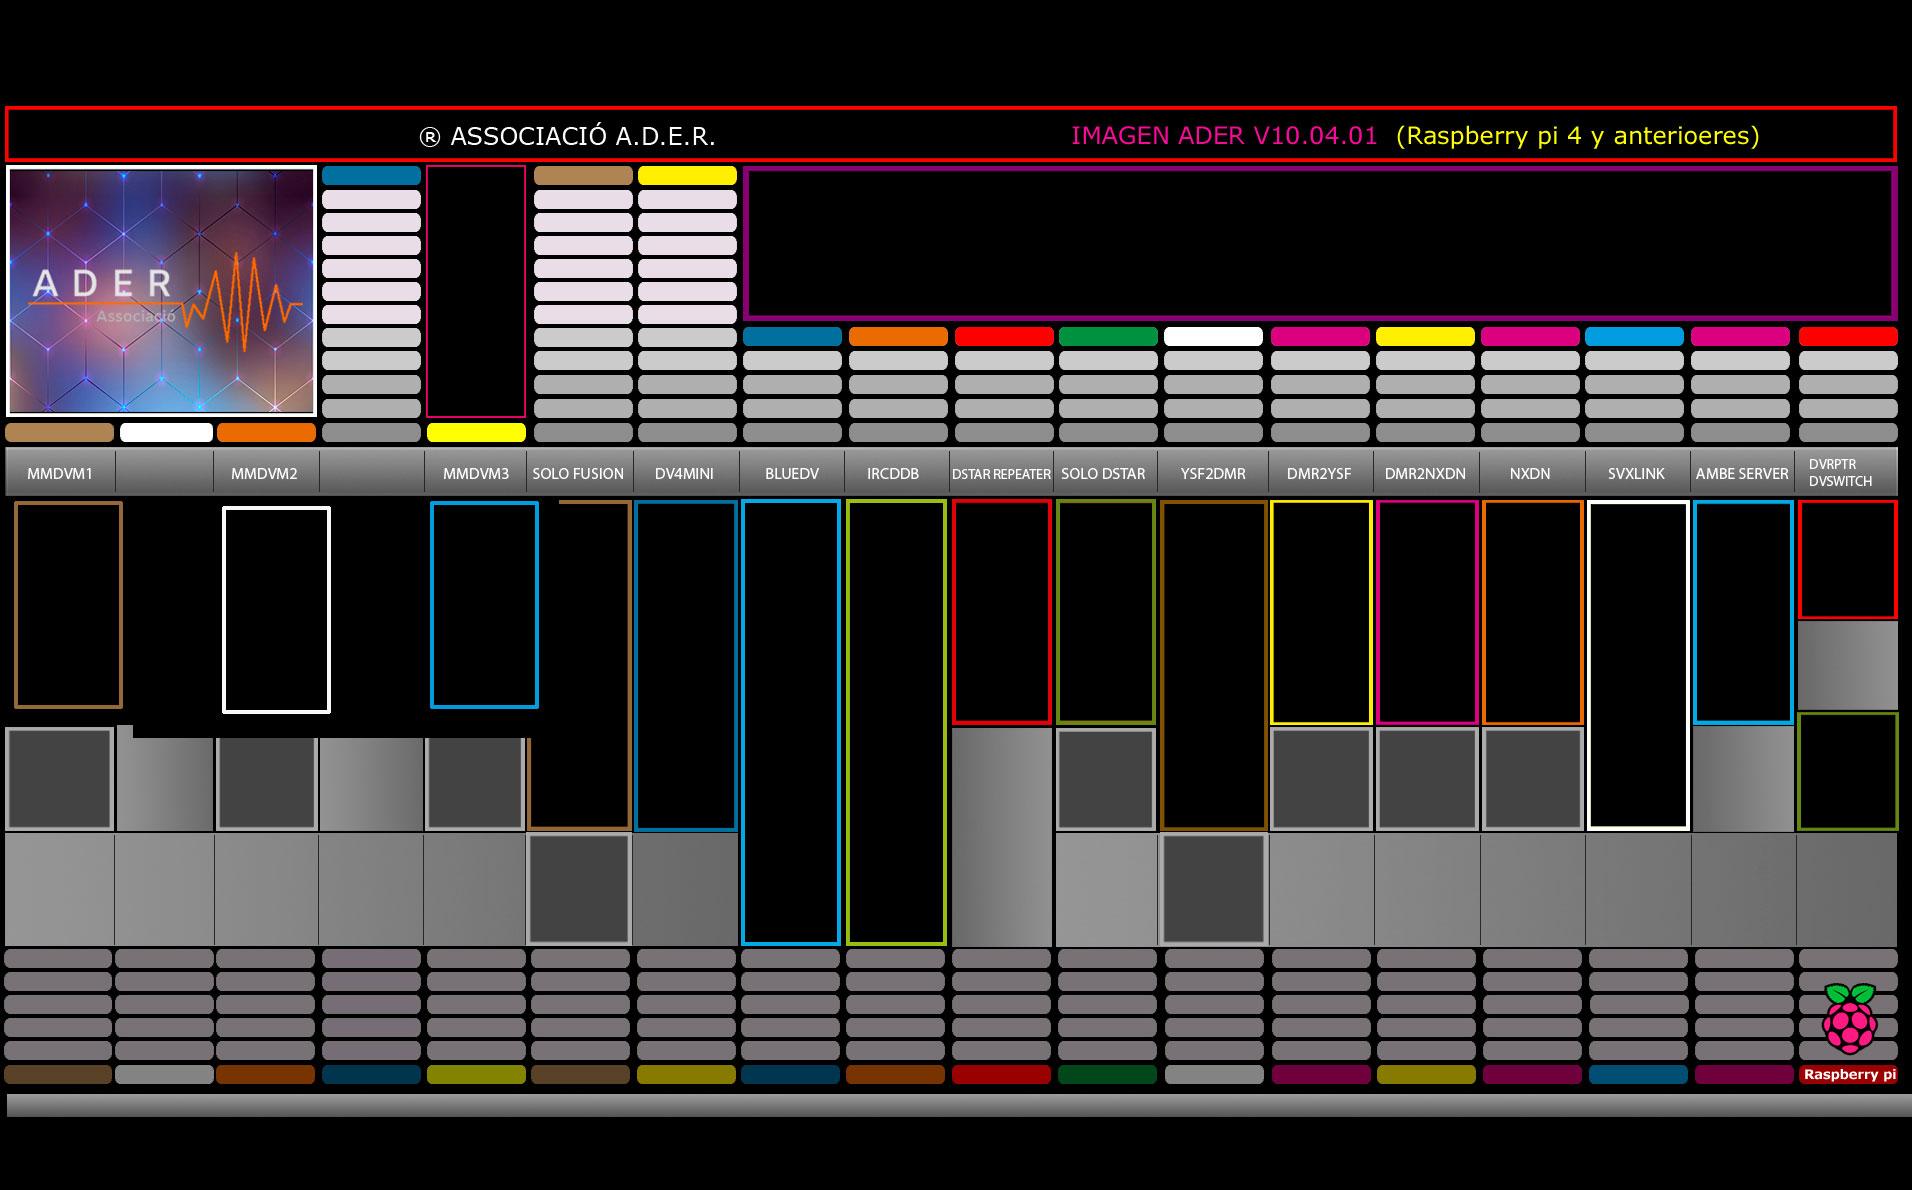 ® ASSOCIACIÓ A.D.E.R.
IMAGEN ADER V10.04.01 (Raspberry pi 4 y anterioeres)
ADER
Associació
MMDVM1
MMDVM2
MMDVM3
SOLO FUSION
DV4MINI
BLUEDV
IRCDDB
DSTAR REPEATER
SOLO DSTAR
YSF2DMR
DMR2YSF
DMR2NXDN
NXDN
SVXLINK
AMBE SERVER
DVRPTR
DVSWITCH
Raspberry pi